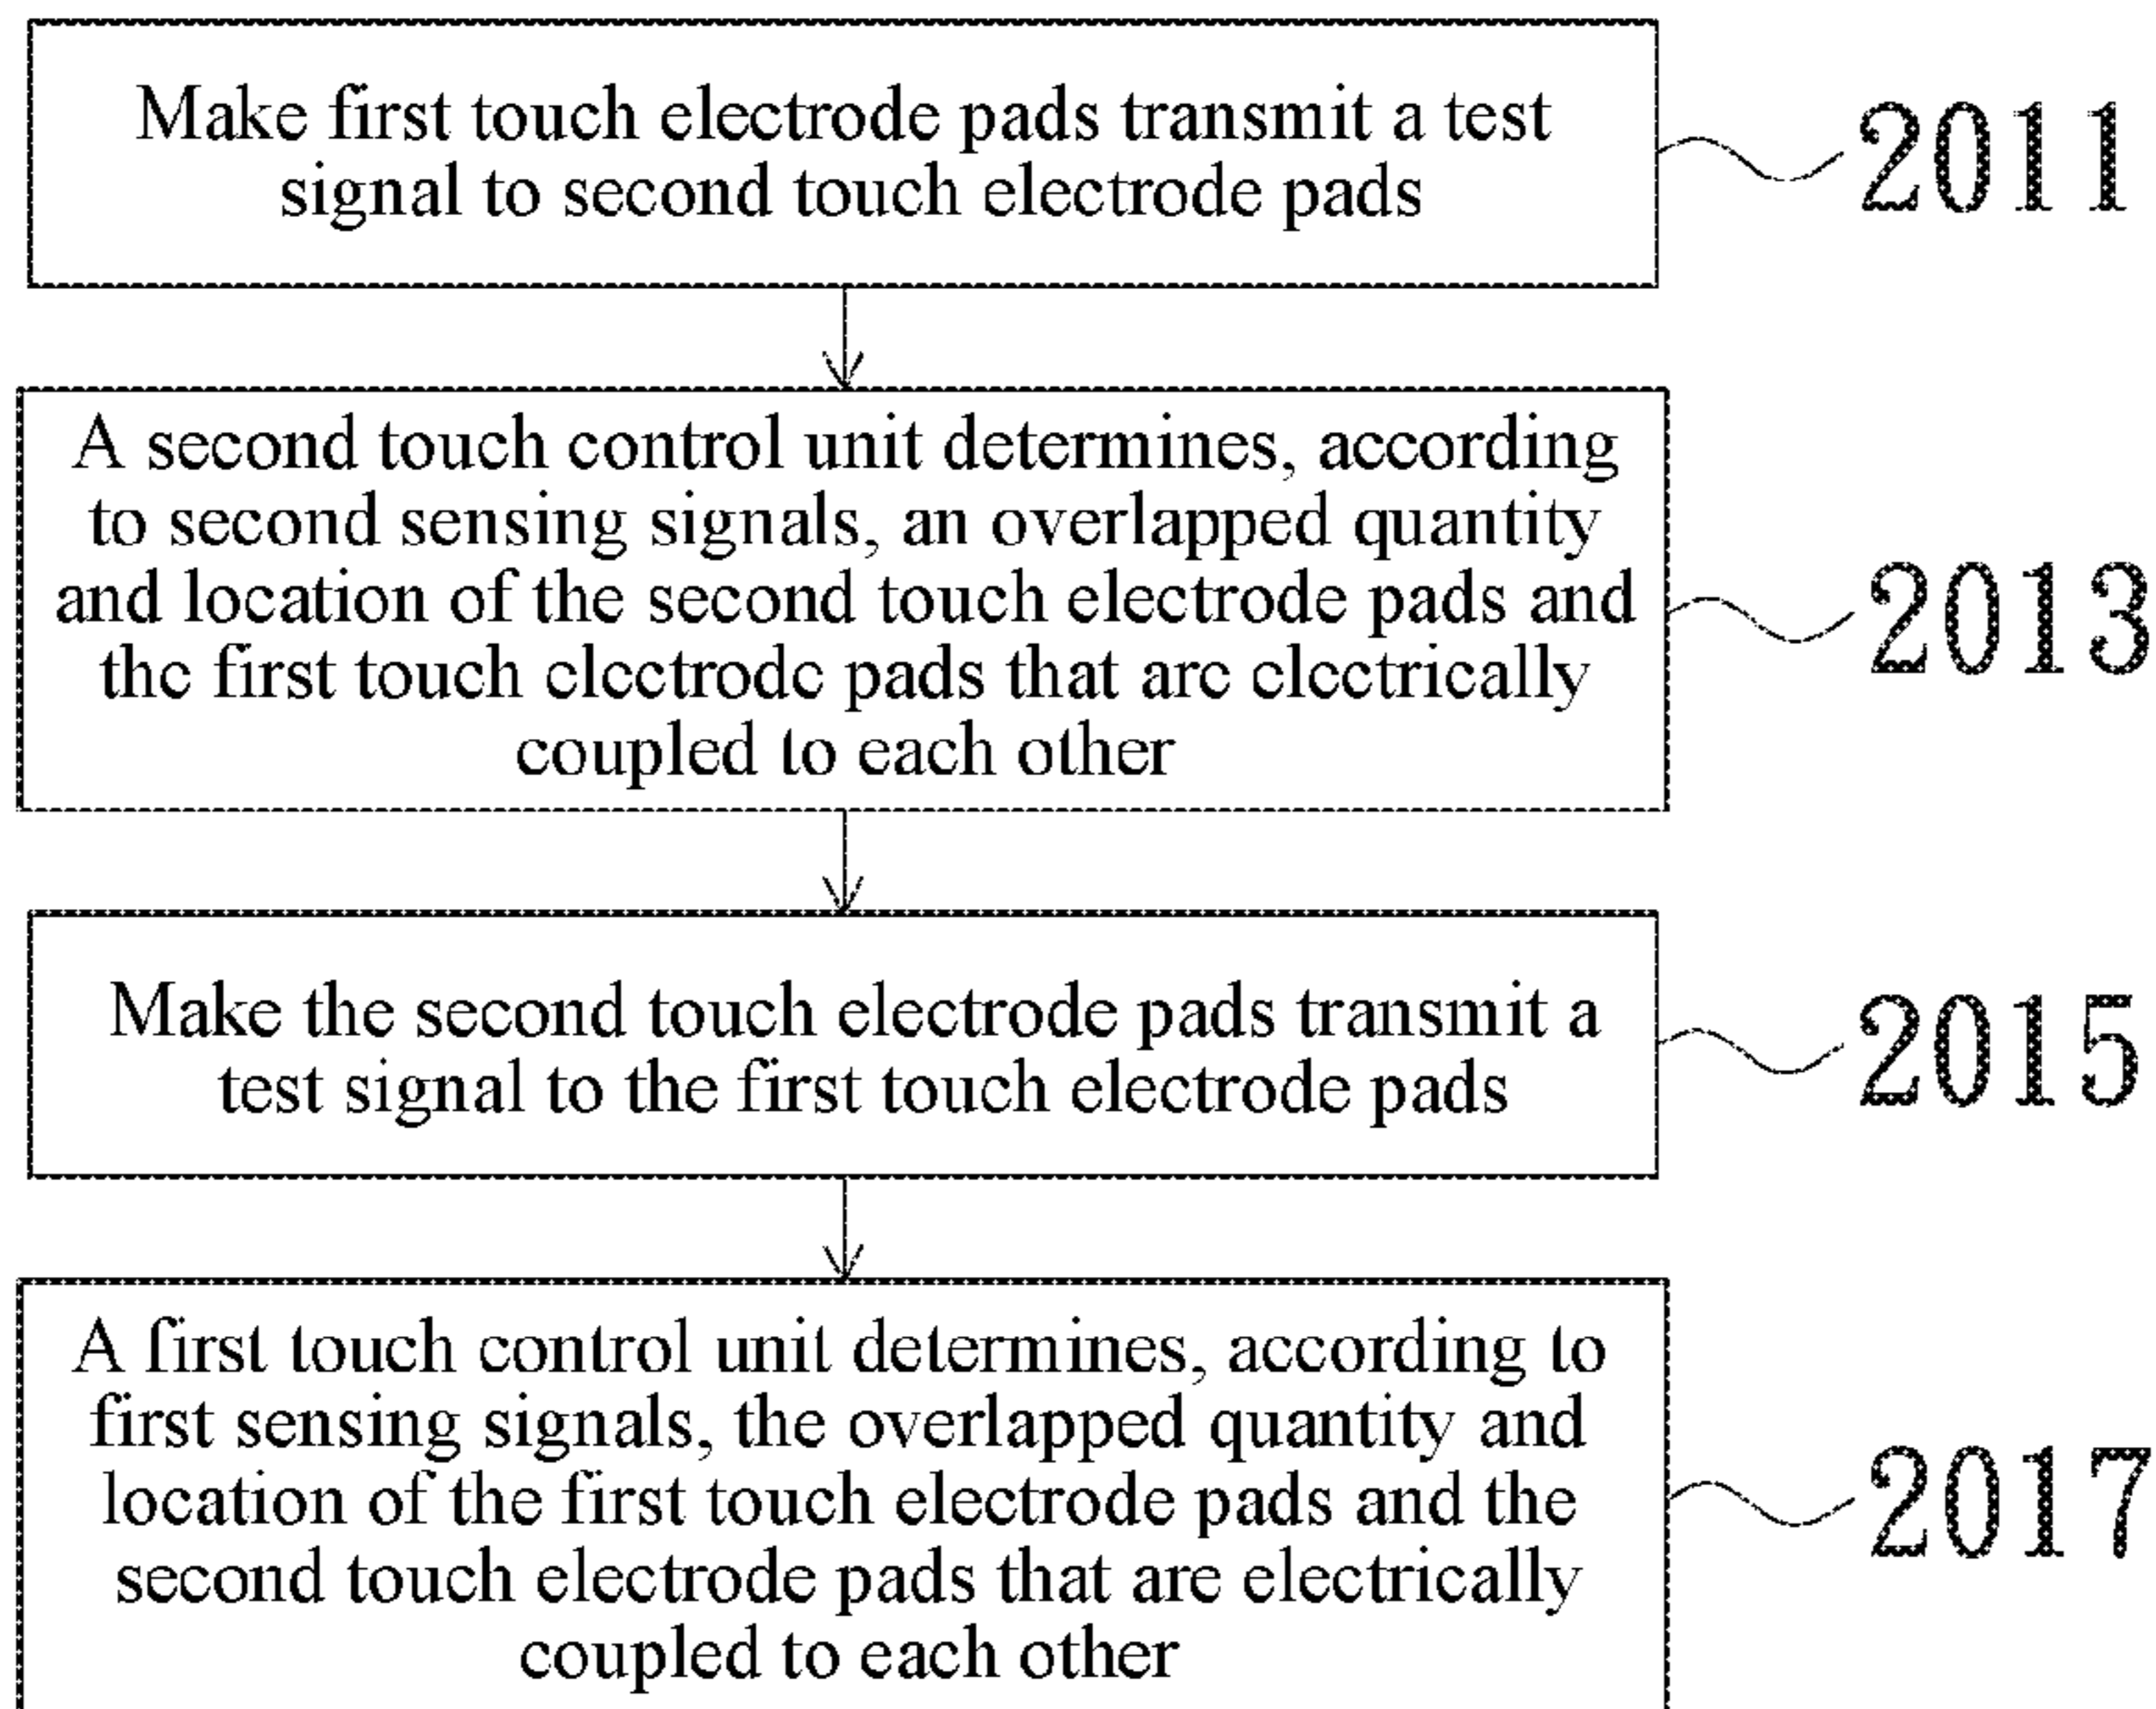 Make first touch electrode pads transmit a test
signal to second touch electrode pads
2011
A second touch control unit determines, according
to second sensing signals, an overlapped quantity
and location of the second touch electrode pads and
the first touch electrode pads that are electrically
coupled to each other
2013
Make the second touch electrode pads transmit a
test signal to the first touch electrode pads
2015
A first touch control unit determines, according to
first sensing signals, the overlapped quantity and
location of the first touch electrode pads and the
second touch electrode pads that are electrically
coupled to each other
2017